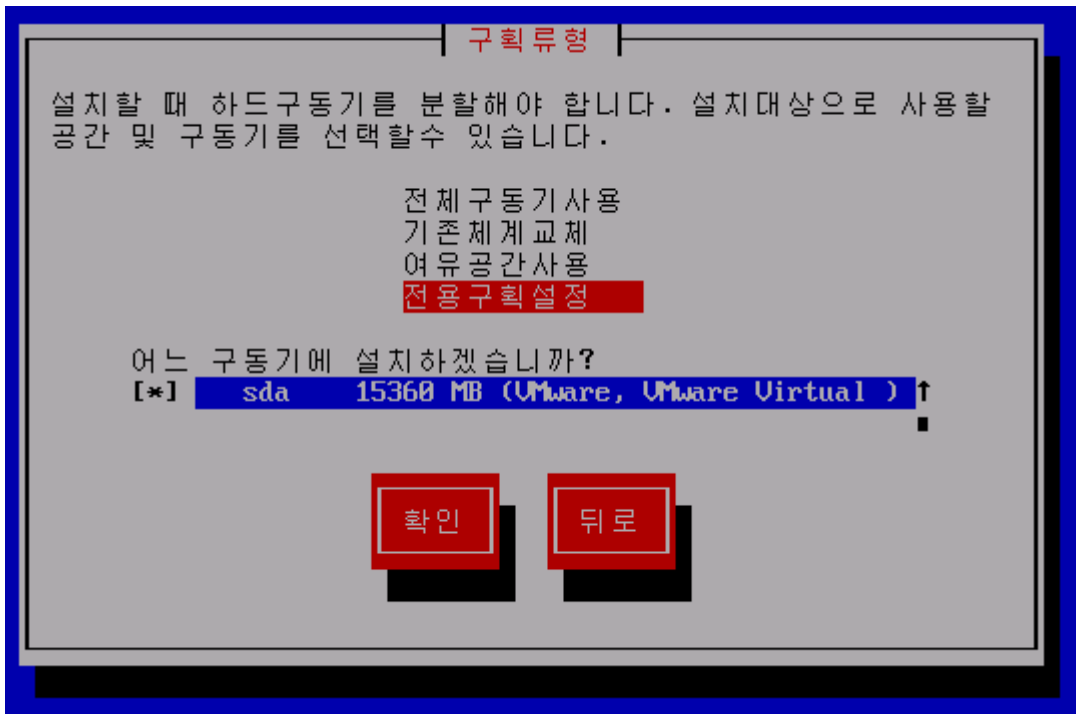 구획류형
설치할 때 하드구동기를 분할해야 합니다. 설치대상으로 사용할
공간 및 구동기를 선택할수 있습니다.
전체구동기사용
기존체계교체
여유공간사용
전용구획설정
어느 구동기에 설치하겠습니까?
[*] sda 15360 MB (VMware, VMware Virtual ) ↑
확인 뒤로